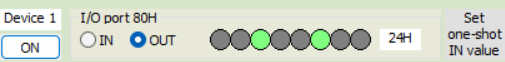 Device 1
ON
I/O port 80H
IN
OUT
24H
Set
one-shot
IN value